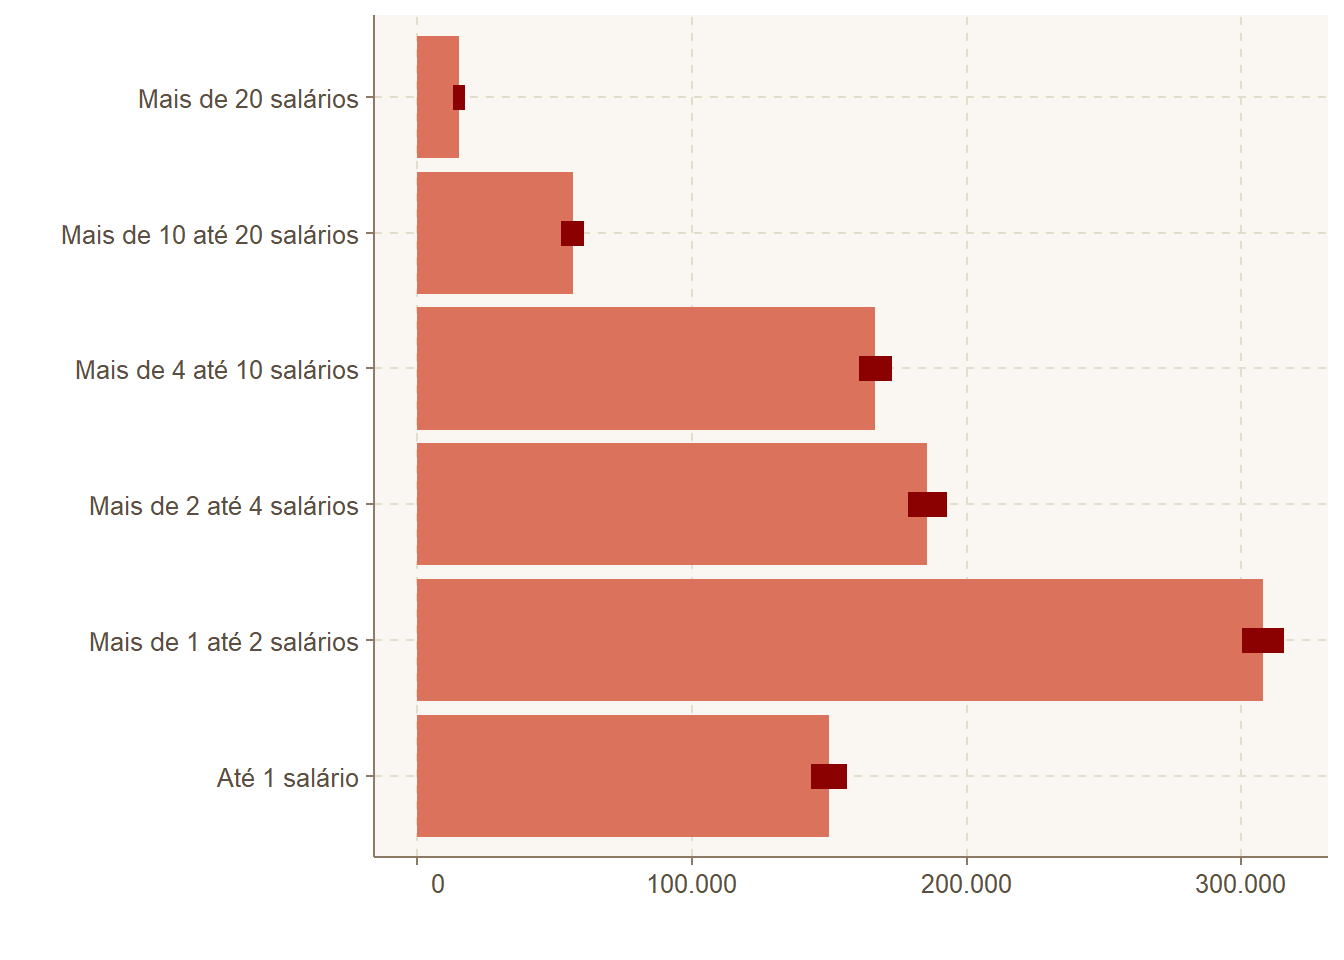 Mais de 20 salários
Mais de 10 até 20 salários
Mais de 4 até 10 salários
Mais de 2 até 4 salários
Mais de 1 até 2 salários
Até 1 salário
0 100.000 200.000 300.000